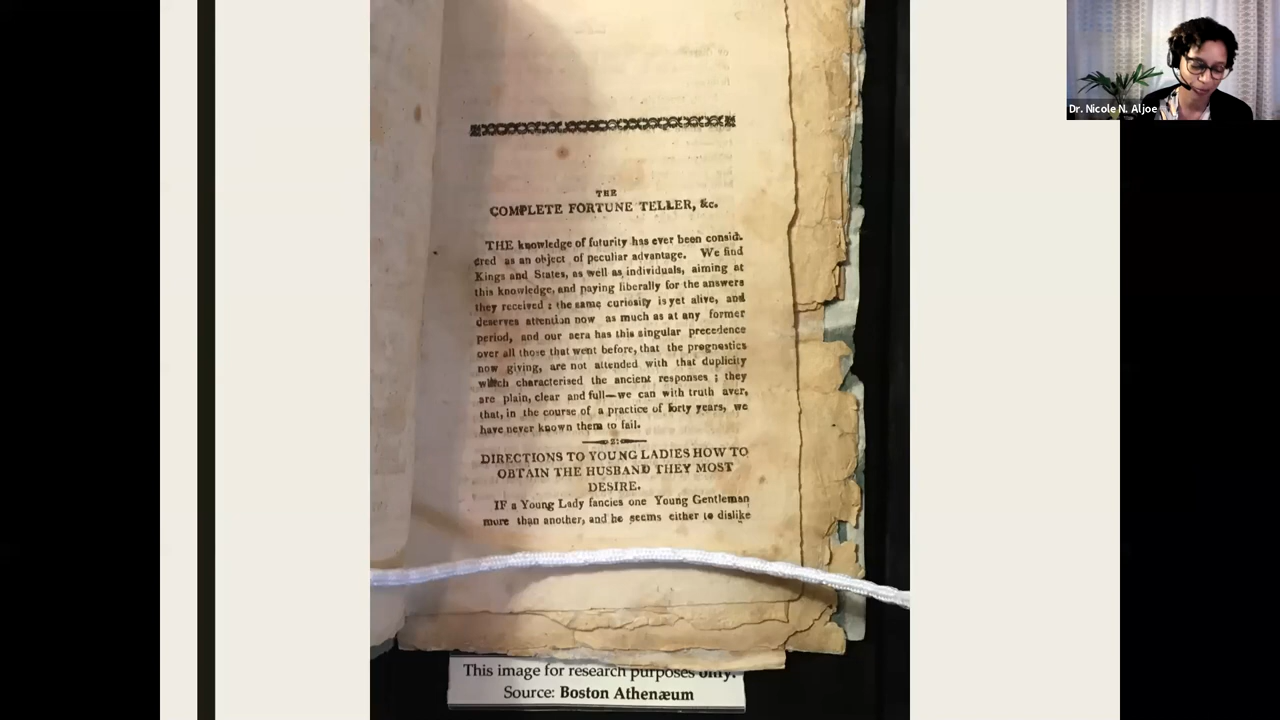 THE
COMPLETE FORTUNE TELLER, &c.
THE knowledge of futurity has ever been consid.
ered as an object of peculiar advantage. We find
Kings and States, as well as individuals, aiming at
this knowledge, and paying liberally for the answers
they received : the same curiosity is yet alive, and
deserves attention now as much as at any former
period, and our aera has this singular precedence
over all those that went before, that the prognostics
now giving, are not attended with that duplicity
which characterised the ancient responses ; they
are plain, clear and full—we can with truth aver,
that, in the course of a practice of forty years, we
have never known them to fail.
DIRECTIONS TO YOUNG LADIES HOW TO
OBTAIN THE HUSBAND THEY MOST
DESIRE.
IF a Young Lady fancies one Young Gentleman
more than another, and he seems either to dislike
This image for research purposes only.
Source: Boston Athenæum
Dr. Nicole N. Aljoe